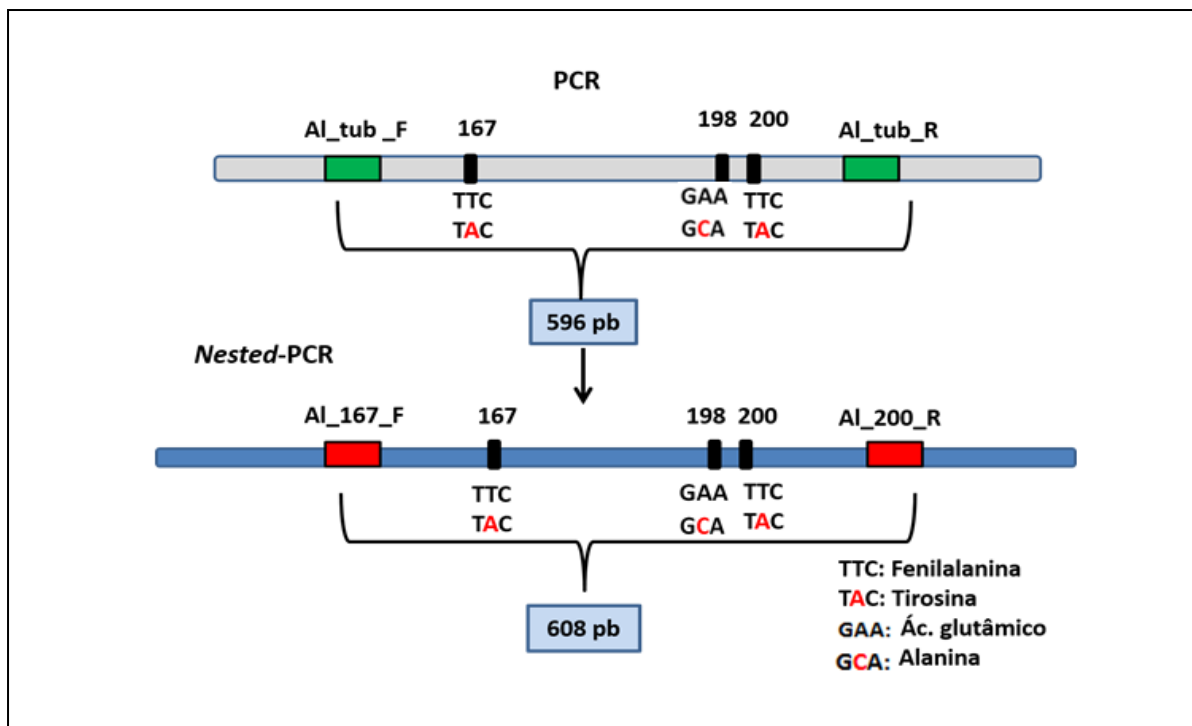 PCR
Al_tub _F 167 198 200 Al_tub_R
TTC GAA TTC
TAC GCA TAC
596 pb
Nested-PCR
Al_167_F 167 198 200 Al_200_R
TTC GAA TTC
TAC GCA TAC
608 pb
TTC: Fenilalanina
TAC: Tirosina
GAA: Ác. glutâmico
GCA: Alanina